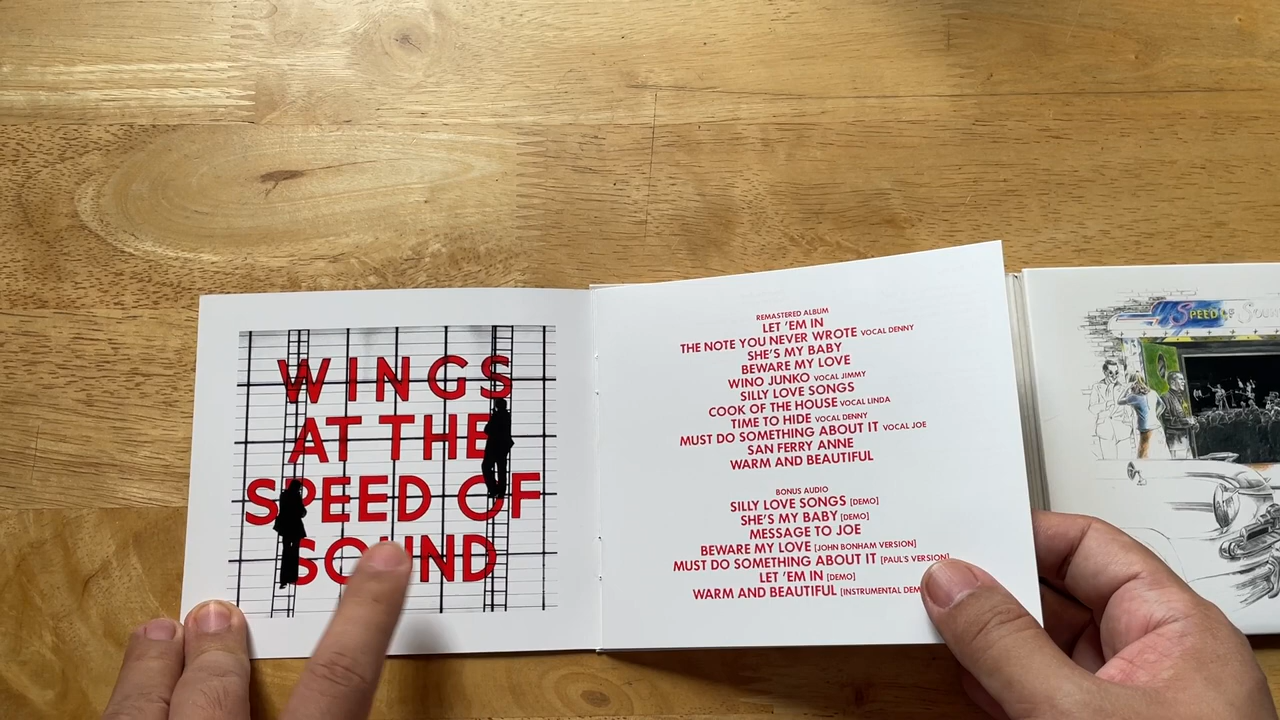 WINGS
AT THE
SPEED OF
SOUND
REMASTERED ALBUM
LET 'EM IN
THE NOTE YOU NEVER WROTE VOCAL DENNY
SHE'S MY BABY
BEWARE MY LOVE
WINO JUNKO VOCAL JIMMY
SILLY LOVE SONGS
COOK OF THE HOUSE VOCAL LINDA
TIME TO HIDE VOCAL DENNY
MUST DO SOMETHING ABOUT IT VOCAL JOE
SAN FERRY ANNE
WARM AND BEAUTIFUL
BONUS AUDIO
SILLY LOVE SONGS [DEMO]
SHE'S MY BABY [DEMO]
MESSAGE TO JOE
BEWARE MY LOVE [JOHN BONHAM VERSION]
MUST DO SOMETHING ABOUT IT [PAUL'S VERSION]
LET 'EM IN [DEMO]
WARM AND BEAUTIFUL [INSTRUMENTAL DEM
SPEED OF SOUN